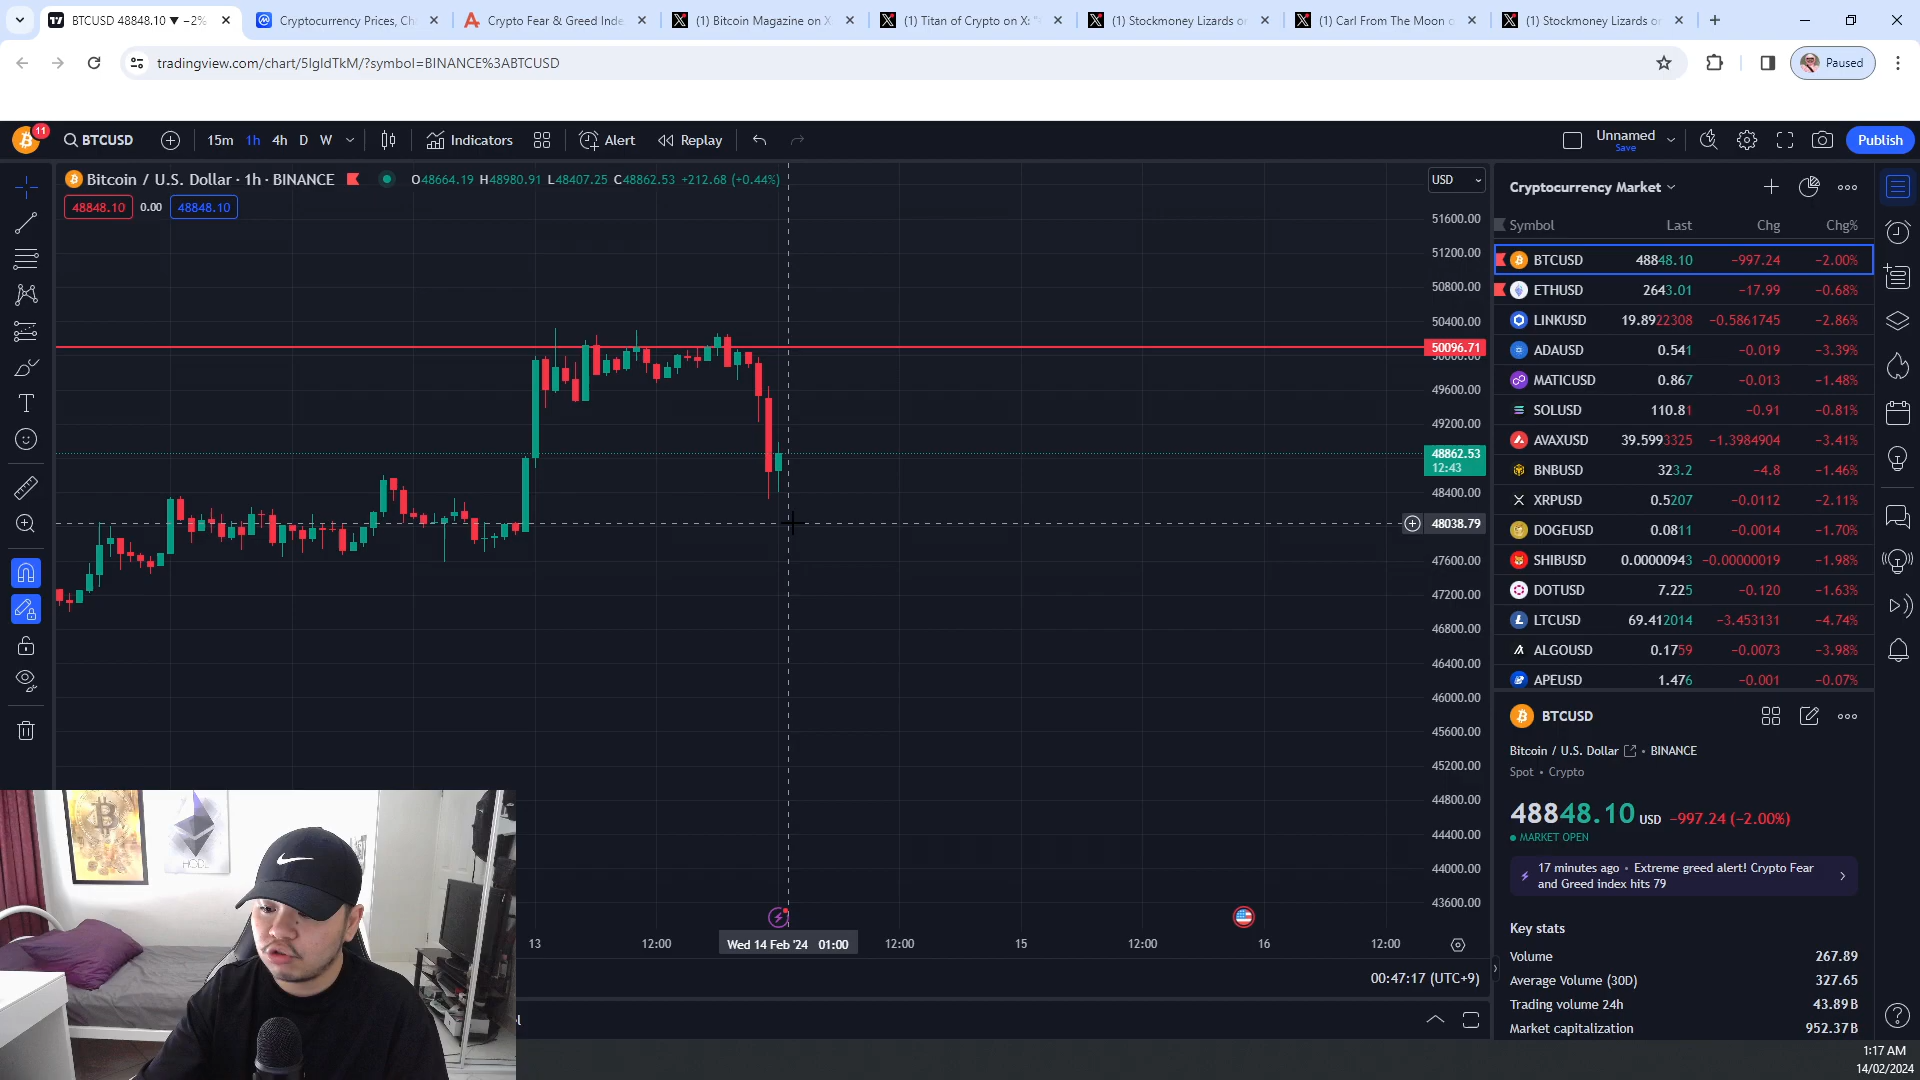 BTCUSD 48848.10 ▼ −2%
Cryptocurrency Prices, Ch
Crypto Fear & Greed Inde
(1) Bitcoin Magazine on X
(1) Titan of Crypto on X: "
(1) Stockmoney Lizards o
(1) Carl From The Moon o
(1) Stockmoney Lizards o
tradingview.com/chart/5IgIdTkM/?symbol=BINANCE%3ABTCUSD
Paused
11
BTCUSD
15m 1h 4h D W
Indicators
Alert
Replay
Unnamed
Save
Publish
Bitcoin / U.S. Dollar · 1h · BINANCE
O48664.19 H48980.91 L48407.25 C48862.53 +212.68 (+0.44%)
48848.10 0.00 48848.10
USD
51600.00
51200.00
50800.00
50400.00
50096.71
50000.00
49600.00
49200.00
48862.53
12:43
48400.00
48038.79
47600.00
47200.00
46800.00
46400.00
46000.00
45600.00
45200.00
44800.00
44400.00
44000.00
43600.00
13 12:00 Wed 14 Feb '24 01:00 12:00 15 12:00 16 12:00
00:47:17 (UTC+9)
Cryptocurrency Market
Symbol Last Chg Chg%
BTCUSD 48848.10 −997.24 −2.00%
ETHUSD 2643.01 −17.99 −0.68%
LINKUSD 19.8922308 −0.5861745 −2.86%
ADAUSD 0.541 −0.019 −3.39%
MATICUSD 0.867 −0.013 −1.48%
SOLUSD 110.81 −0.91 −0.81%
AVAXUSD 39.5993325 −1.3984904 −3.41%
BNBUSD 323.2 −4.8 −1.46%
XRPUSD 0.5207 −0.0112 −2.11%
DOGEUSD 0.0811 −0.0014 −1.70%
SHIBUSD 0.00000943 −0.00000019 −1.98%
DOTUSD 7.225 −0.120 −1.63%
LTCUSD 69.412014 −3.453131 −4.74%
ALGOUSD 0.1759 −0.0073 −3.98%
APEUSD 1.476 −0.001 −0.07%
BTCUSD
Bitcoin / U.S. Dollar • BINANCE
Spot • Crypto
48848.10 USD −997.24 (−2.00%)
MARKET OPEN
17 minutes ago • Extreme greed alert! Crypto Fear
and Greed index hits 79
Key stats
Volume 267.89
Average Volume (30D) 327.65
Trading volume 24h 43.89B
Market capitalization 952.37B
1:17 AM
14/02/2024